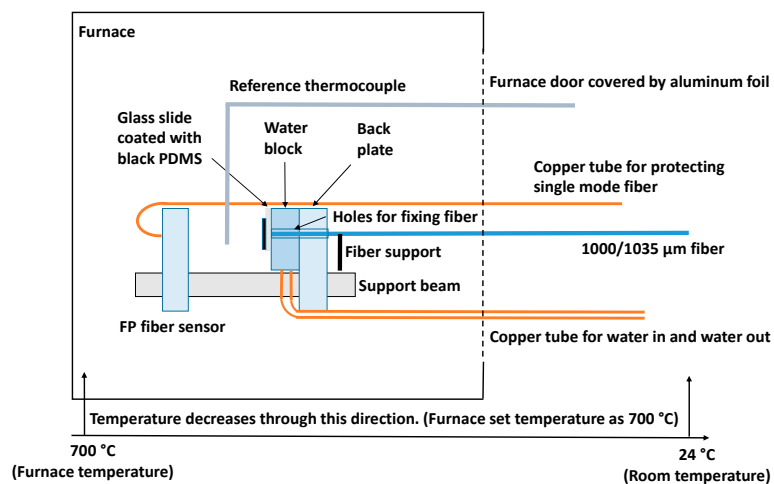 Furnace
Reference thermocouple
Furnace door covered by aluminum foil
Glass slide
coated with
black PDMS
Water
block
Back
plate
Copper tube for protecting
single mode fiber
Holes for fixing fiber
Fiber support
1000/1035 μm fiber
Support beam
FP fiber sensor
Copper tube for water in and water out
Temperature decreases through this direction. (Furnace set temperature as 700 °C)
700 °C
(Furnace temperature)
24 °C
(Room temperature)